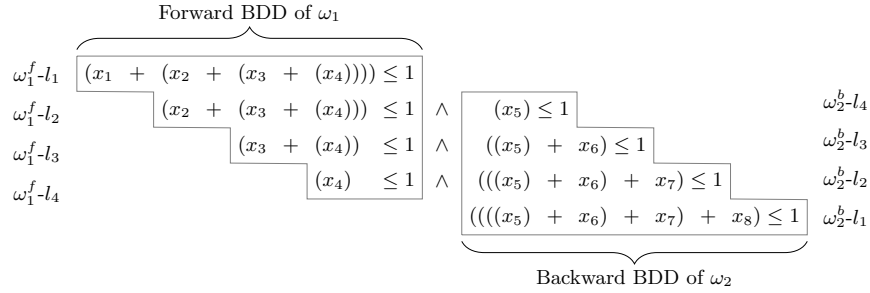 Forward BDD of ω₁
ω₁ᶠ-l₁ (x₁ + (x₂ + (x₃ + (x₄)))) ≤ 1
ω₁ᶠ-l₂ (x₂ + (x₃ + (x₄))) ≤ 1 ∧ (x₅) ≤ 1 ω₂ᵇ-l₄
ω₁ᶠ-l₃ (x₃ + (x₄)) ≤ 1 ∧ ((x₅) + x₆) ≤ 1 ω₂ᵇ-l₃
ω₁ᶠ-l₄ (x₄) ≤ 1 ∧ (((x₅) + x₆) + x₇) ≤ 1 ω₂ᵇ-l₂
((((x₅) + x₆) + x₇) + x₈) ≤ 1 ω₂ᵇ-l₁
Backward BDD of ω₂